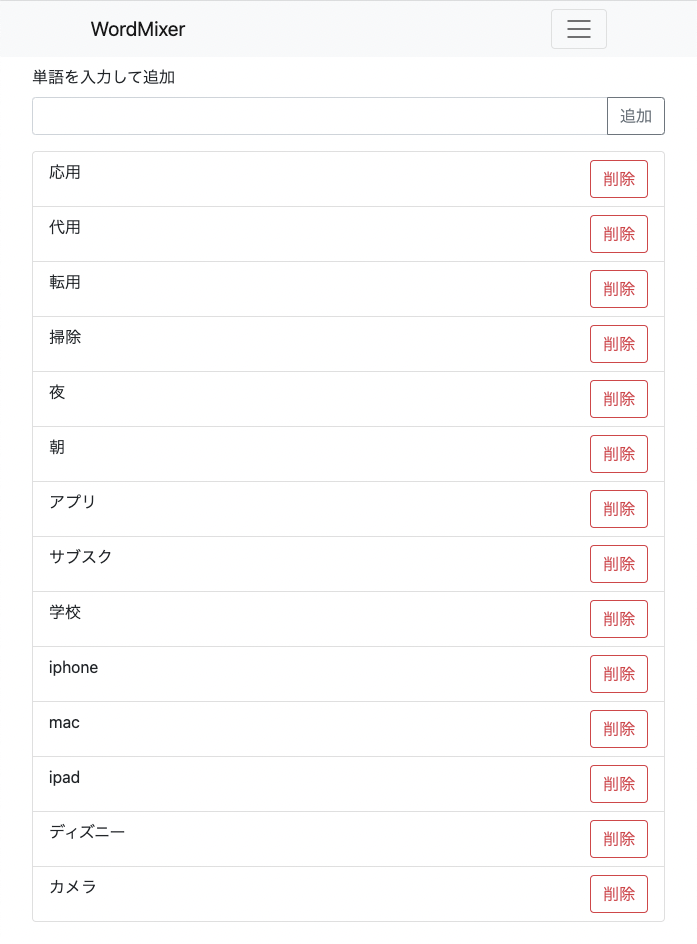 WordMixer
単語を入力して追加
追加
応用 削除
代用 削除
転用 削除
掃除 削除
夜 削除
朝 削除
アプリ 削除
サブスク 削除
学校 削除
iphone 削除
mac 削除
ipad 削除
ディズニー 削除
カメラ 削除